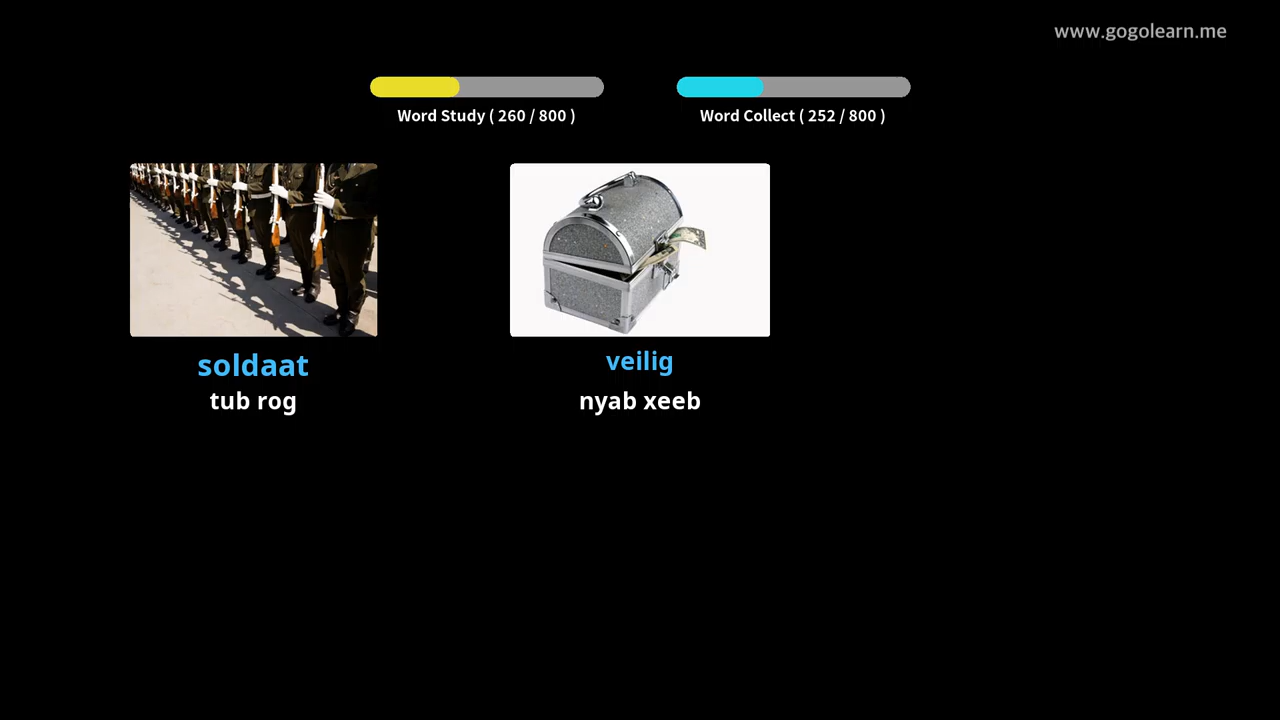 www.gogolearn.me
Word Study ( 260 / 800 )
Word Collect ( 252 / 800 )
soldaat
tub rog
veilig
nyab xeeb